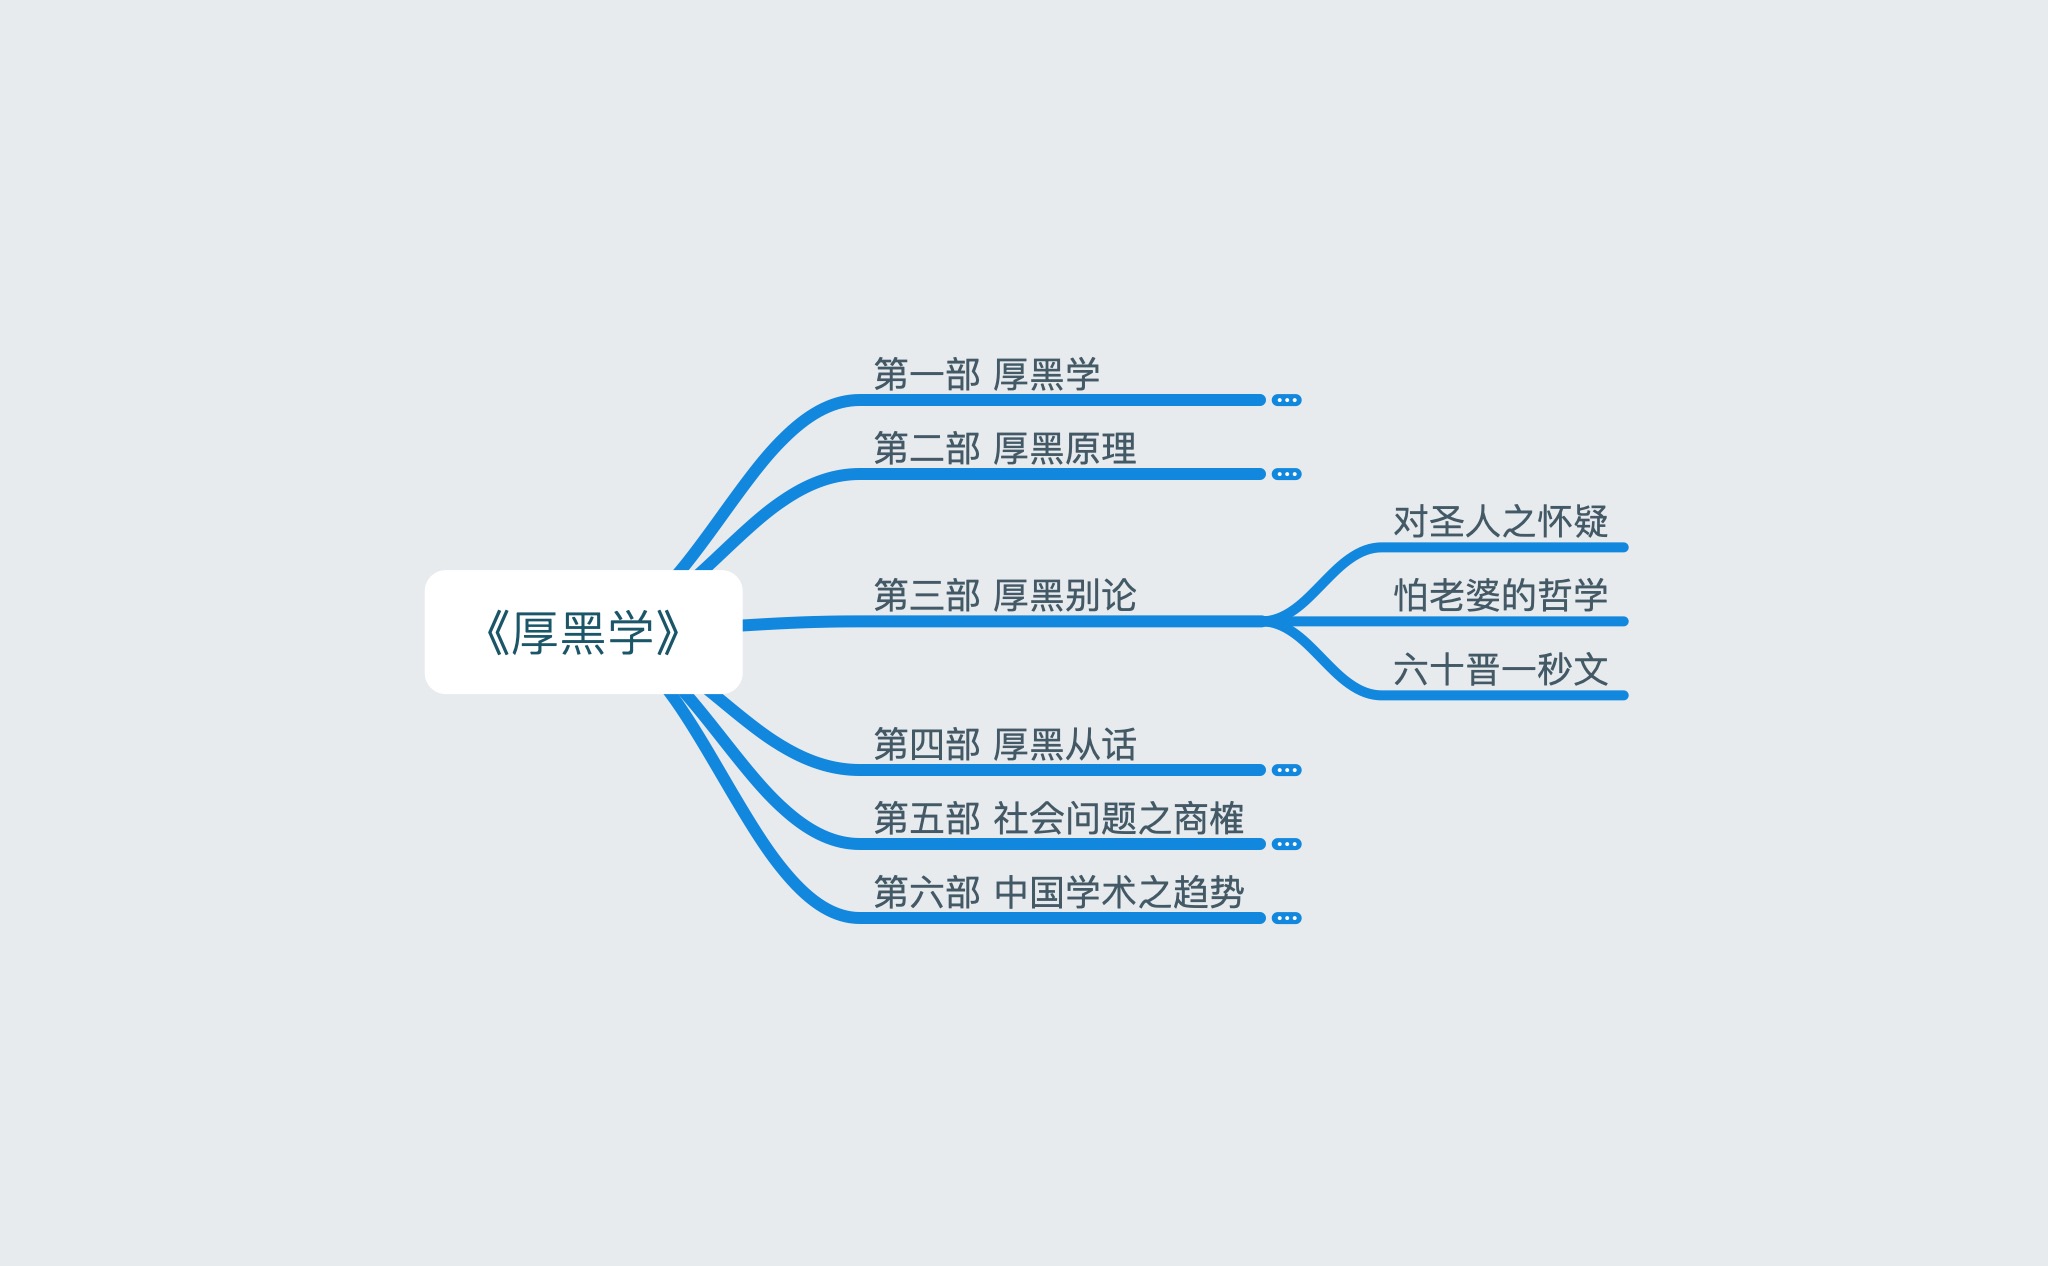 《厚黑学》
第一部 厚黑学
第二部 厚黑原理
第三部 厚黑别论
对圣人之怀疑
怕老婆的哲学
六十晋一秒文
第四部 厚黑从话
第五部 社会问题之商榷
第六部 中国学术之趋势